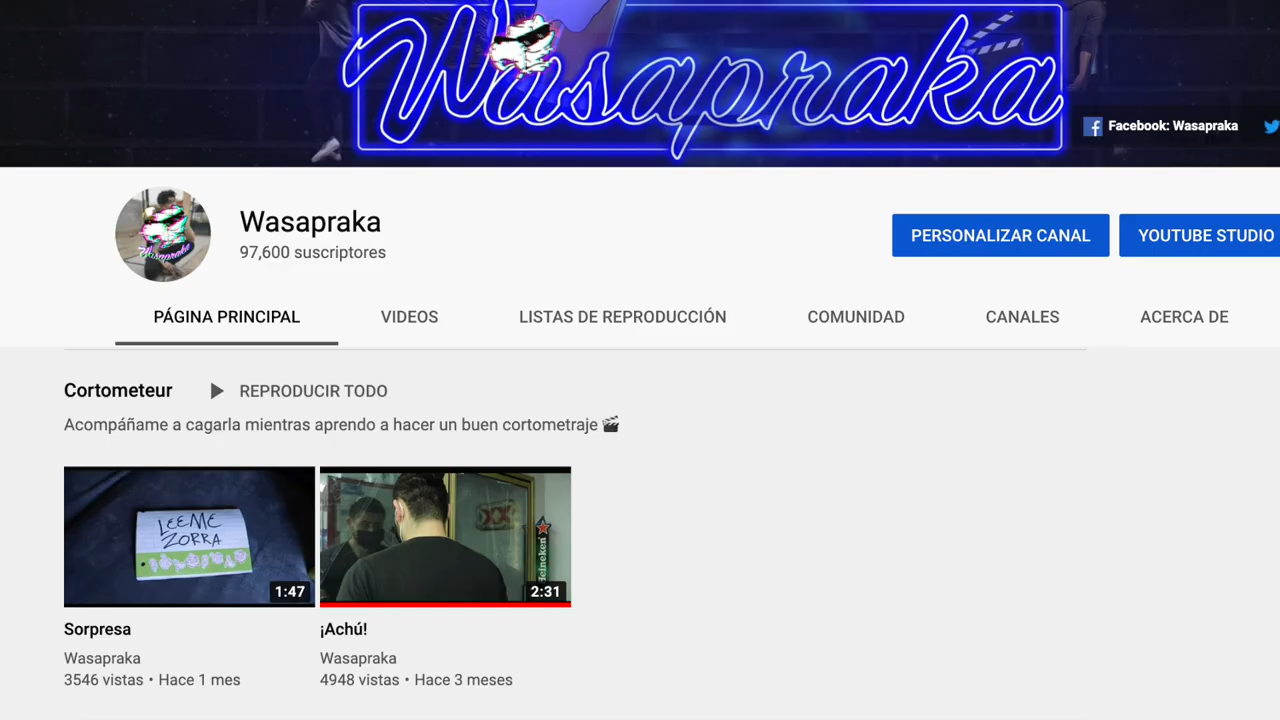 Wasapraka
Facebook: Wasapraka
Wasapraka
97,600 suscriptores
PERSONALIZAR CANAL
YOUTUBE STUDIO
PÁGINA PRINCIPAL
VIDEOS
LISTAS DE REPRODUCCIÓN
COMUNIDAD
CANALES
ACERCA DE
Cortometeur
REPRODUCIR TODO
Acompáñame a cagarla mientras aprendo a hacer un buen cortometraje 🎬
LEEME
ZORRA
1:47
XX
Heineken
2:31
Sorpresa
Wasapraka
3546 vistas • Hace 1 mes
¡Achú!
Wasapraka
4948 vistas • Hace 3 meses